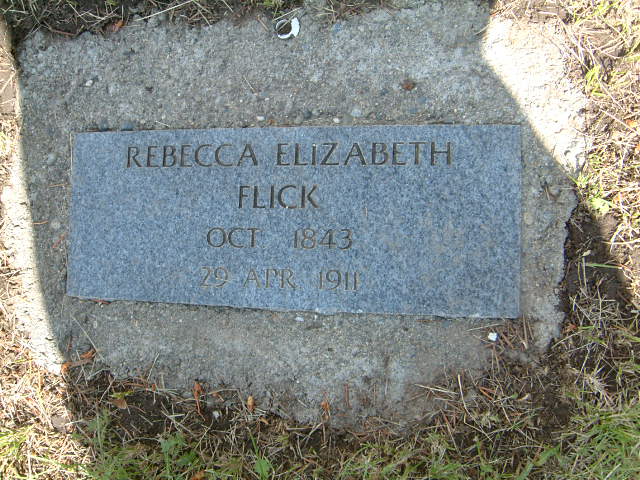 REBECCA ELIZABETH
FLICK
OCT 1843
29 APR 1911